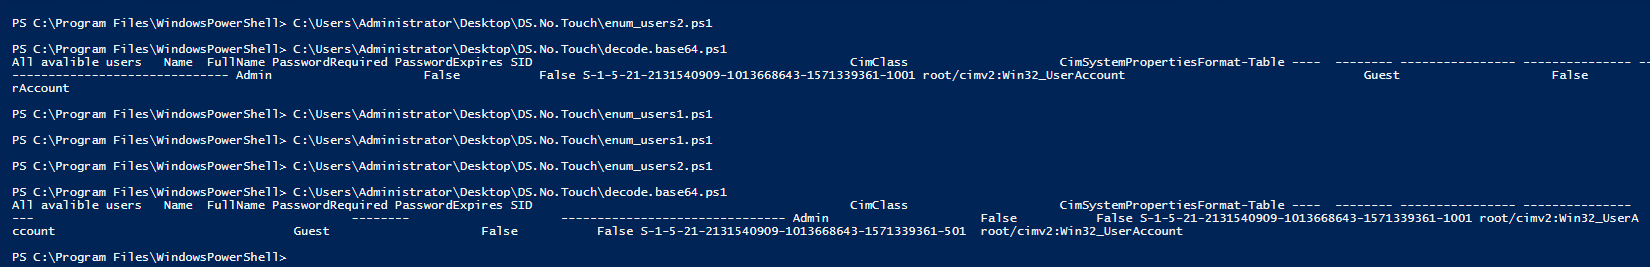 PS C:\Program Files\WindowsPowerShell> C:\Users\Administrator\Desktop\DS.No.Touch\enum_users2.ps1
PS C:\Program Files\WindowsPowerShell> C:\Users\Administrator\Desktop\DS.No.Touch\decode.base64.ps1
All avalible users   Name  FullName PasswordRequired PasswordExpires SID                                            CimClass                     CimSystemPropertiesFormat-Table ----  -------- ---------------- --------------- --
------------------------------- Admin                     False           False S-1-5-21-2131540909-1013668643-1571339361-1001 root/cimv2:Win32_UserAccount                                Guest                     False
rAccount
PS C:\Program Files\WindowsPowerShell> C:\Users\Administrator\Desktop\DS.No.Touch\enum_users1.ps1
PS C:\Program Files\WindowsPowerShell> C:\Users\Administrator\Desktop\DS.No.Touch\enum_users1.ps1
PS C:\Program Files\WindowsPowerShell> C:\Users\Administrator\Desktop\DS.No.Touch\enum_users2.ps1
PS C:\Program Files\WindowsPowerShell> C:\Users\Administrator\Desktop\DS.No.Touch\decode.base64.ps1
All avalible users   Name  FullName PasswordRequired PasswordExpires SID                                            CimClass                     CimSystemPropertiesFormat-Table ----  -------- ---------------- ---------------
---                                            --------                     ------------------------------- Admin                     False           False S-1-5-21-2131540909-1013668643-1571339361-1001 root/cimv2:Win32_UserA
ccount                                Guest                     False           False S-1-5-21-2131540909-1013668643-1571339361-501  root/cimv2:Win32_UserAccount
PS C:\Program Files\WindowsPowerShell>